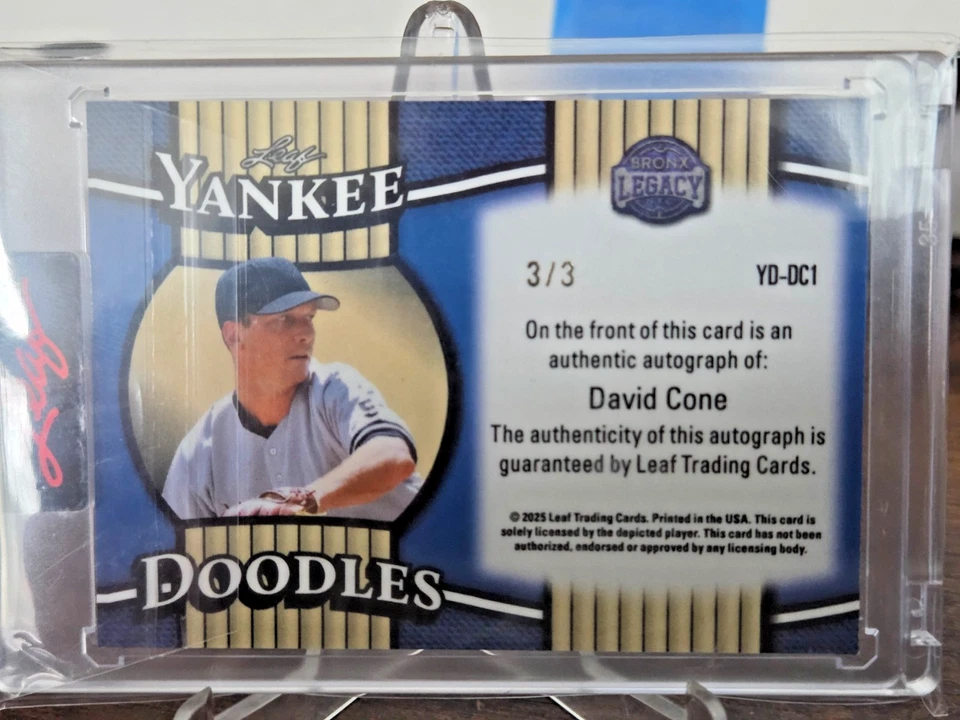 Leaf
YANKEE
DOODLES
BRONX
LEGACY
3/3
YD-DC1
On the front of this card is an
authentic autograph of:
David Cone
The authenticity of this autograph is
guaranteed by Leaf Trading Cards.
© 2025 Leaf Trading Cards. Printed in the USA. This card is
solely licensed by the depicted player. This card has not been
authorized, endorsed or approved by any licensing body.
Leaf
35